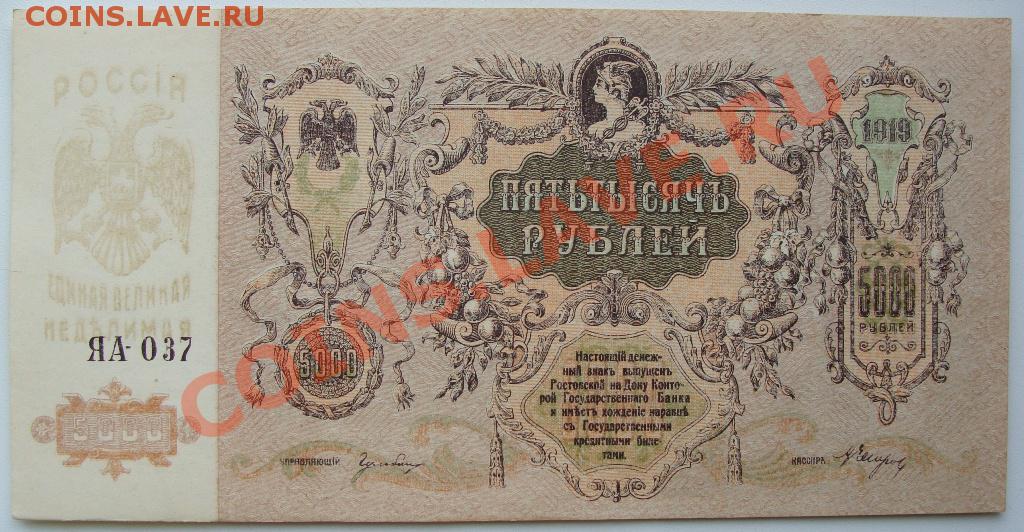 COINS.LAVE.RU
РОССІЯ
ЕДИНАЯ ВЕЛИКАЯ
НЕДѢЛИМАЯ
ЯА-037
5000
5000
ПЯТЬ ТЫСЯЧЪ
РУБЛЕЙ
1919
5000
РУБЛЕЙ
Настоящій денеж-
ный знакъ выпущенъ
Ростовской на Дону Конто-
рой Государственнаго Банка
и имѣетъ хожденіе наравнѣ
съ Государственными
кредитными биле-
тами.
УПРАВЛЯЮЩІЙ
КАССИРЪ
COINS.LAVE.RU